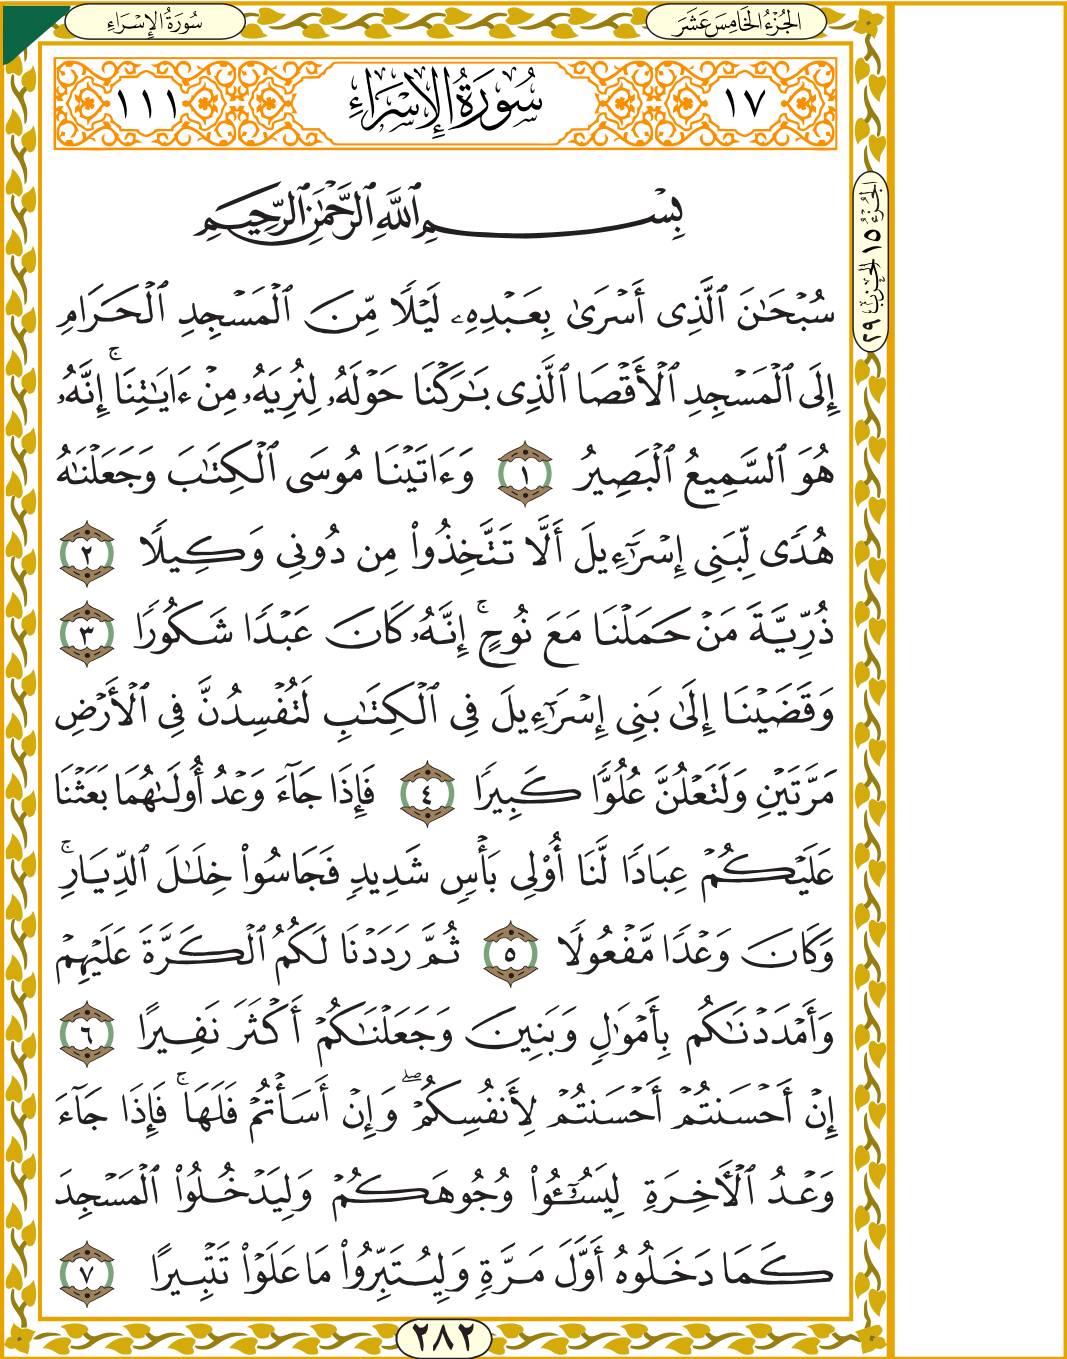 سُورَةُ الإِسْرَاءِ
الجُزْءُ الخَامِسَ عَشَرَ
١٧
سُورَةُ الإِسْرَاءِ
١١١
الجزء ١٥ الحزب ٢٩
بِسْمِ ٱللَّهِ ٱلرَّحْمَٰنِ ٱلرَّحِيمِ
سُبْحَٰنَ ٱلَّذِىٓ أَسْرَىٰ بِعَبْدِهِۦ لَيْلًا مِّنَ ٱلْمَسْجِدِ ٱلْحَرَامِ
إِلَى ٱلْمَسْجِدِ ٱلْأَقْصَا ٱلَّذِى بَٰرَكْنَا حَوْلَهُۥ لِنُرِيَهُۥ مِنْ ءَايَٰتِنَآ ۚ إِنَّهُۥ
هُوَ ٱلسَّمِيعُ ٱلْبَصِيرُ ١ وَءَاتَيْنَا مُوسَى ٱلْكِتَٰبَ وَجَعَلْنَٰهُ
هُدًى لِّبَنِىٓ إِسْرَٰٓءِيلَ أَلَّا تَتَّخِذُوا۟ مِن دُونِى وَكِيلًا ٢
ذُرِّيَّةَ مَنْ حَمَلْنَا مَعَ نُوحٍ ۚ إِنَّهُۥ كَانَ عَبْدًا شَكُورًا ٣
وَقَضَيْنَآ إِلَىٰ بَنِىٓ إِسْرَٰٓءِيلَ فِى ٱلْكِتَٰبِ لَتُفْسِدُنَّ فِى ٱلْأَرْضِ
مَرَّتَيْنِ وَلَتَعْلُنَّ عُلُوًّا كَبِيرًا ٤ فَإِذَا جَآءَ وَعْدُ أُولَىٰهُمَا بَعَثْنَا
عَلَيْكُمْ عِبَادًا لَّنَآ أُو۟لِى بَأْسٍ شَدِيدٍ فَجَاسُوا۟ خِلَٰلَ ٱلدِّيَارِ ۚ
وَكَانَ وَعْدًا مَّفْعُولًا ٥ ثُمَّ رَدَدْنَا لَكُمُ ٱلْكَرَّةَ عَلَيْهِمْ
وَأَمْدَدْنَٰكُم بِأَمْوَٰلٍ وَبَنِينَ وَجَعَلْنَٰكُمْ أَكْثَرَ نَفِيرًا ٦
إِنْ أَحْسَنتُمْ أَحْسَنتُمْ لِأَنفُسِكُمْ ۖ وَإِنْ أَسَأْتُمْ فَلَهَا ۚ فَإِذَا جَآءَ
وَعْدُ ٱلْـَٔاخِرَةِ لِيَسُـۥٓـُٔوا۟ وُجُوهَكُمْ وَلِيَدْخُلُوا۟ ٱلْمَسْجِدَ
كَمَا دَخَلُوهُ أَوَّلَ مَرَّةٍ وَلِيُتَبِّرُوا۟ مَا عَلَوْا۟ تَتْبِيرًا ٧
٢٨٢